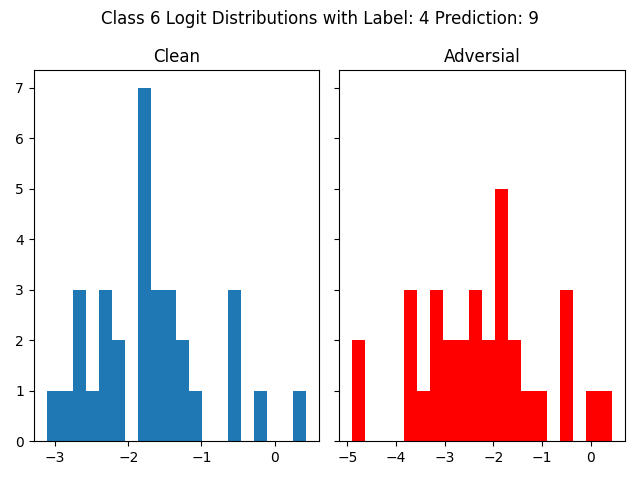 Class 6 Logit Distributions with Label: 4 Prediction: 9
Clean
Adversial
7
6
5
4
3
2
1
0
−3 −2 −1 0
−5 −4 −3 −2 −1 0